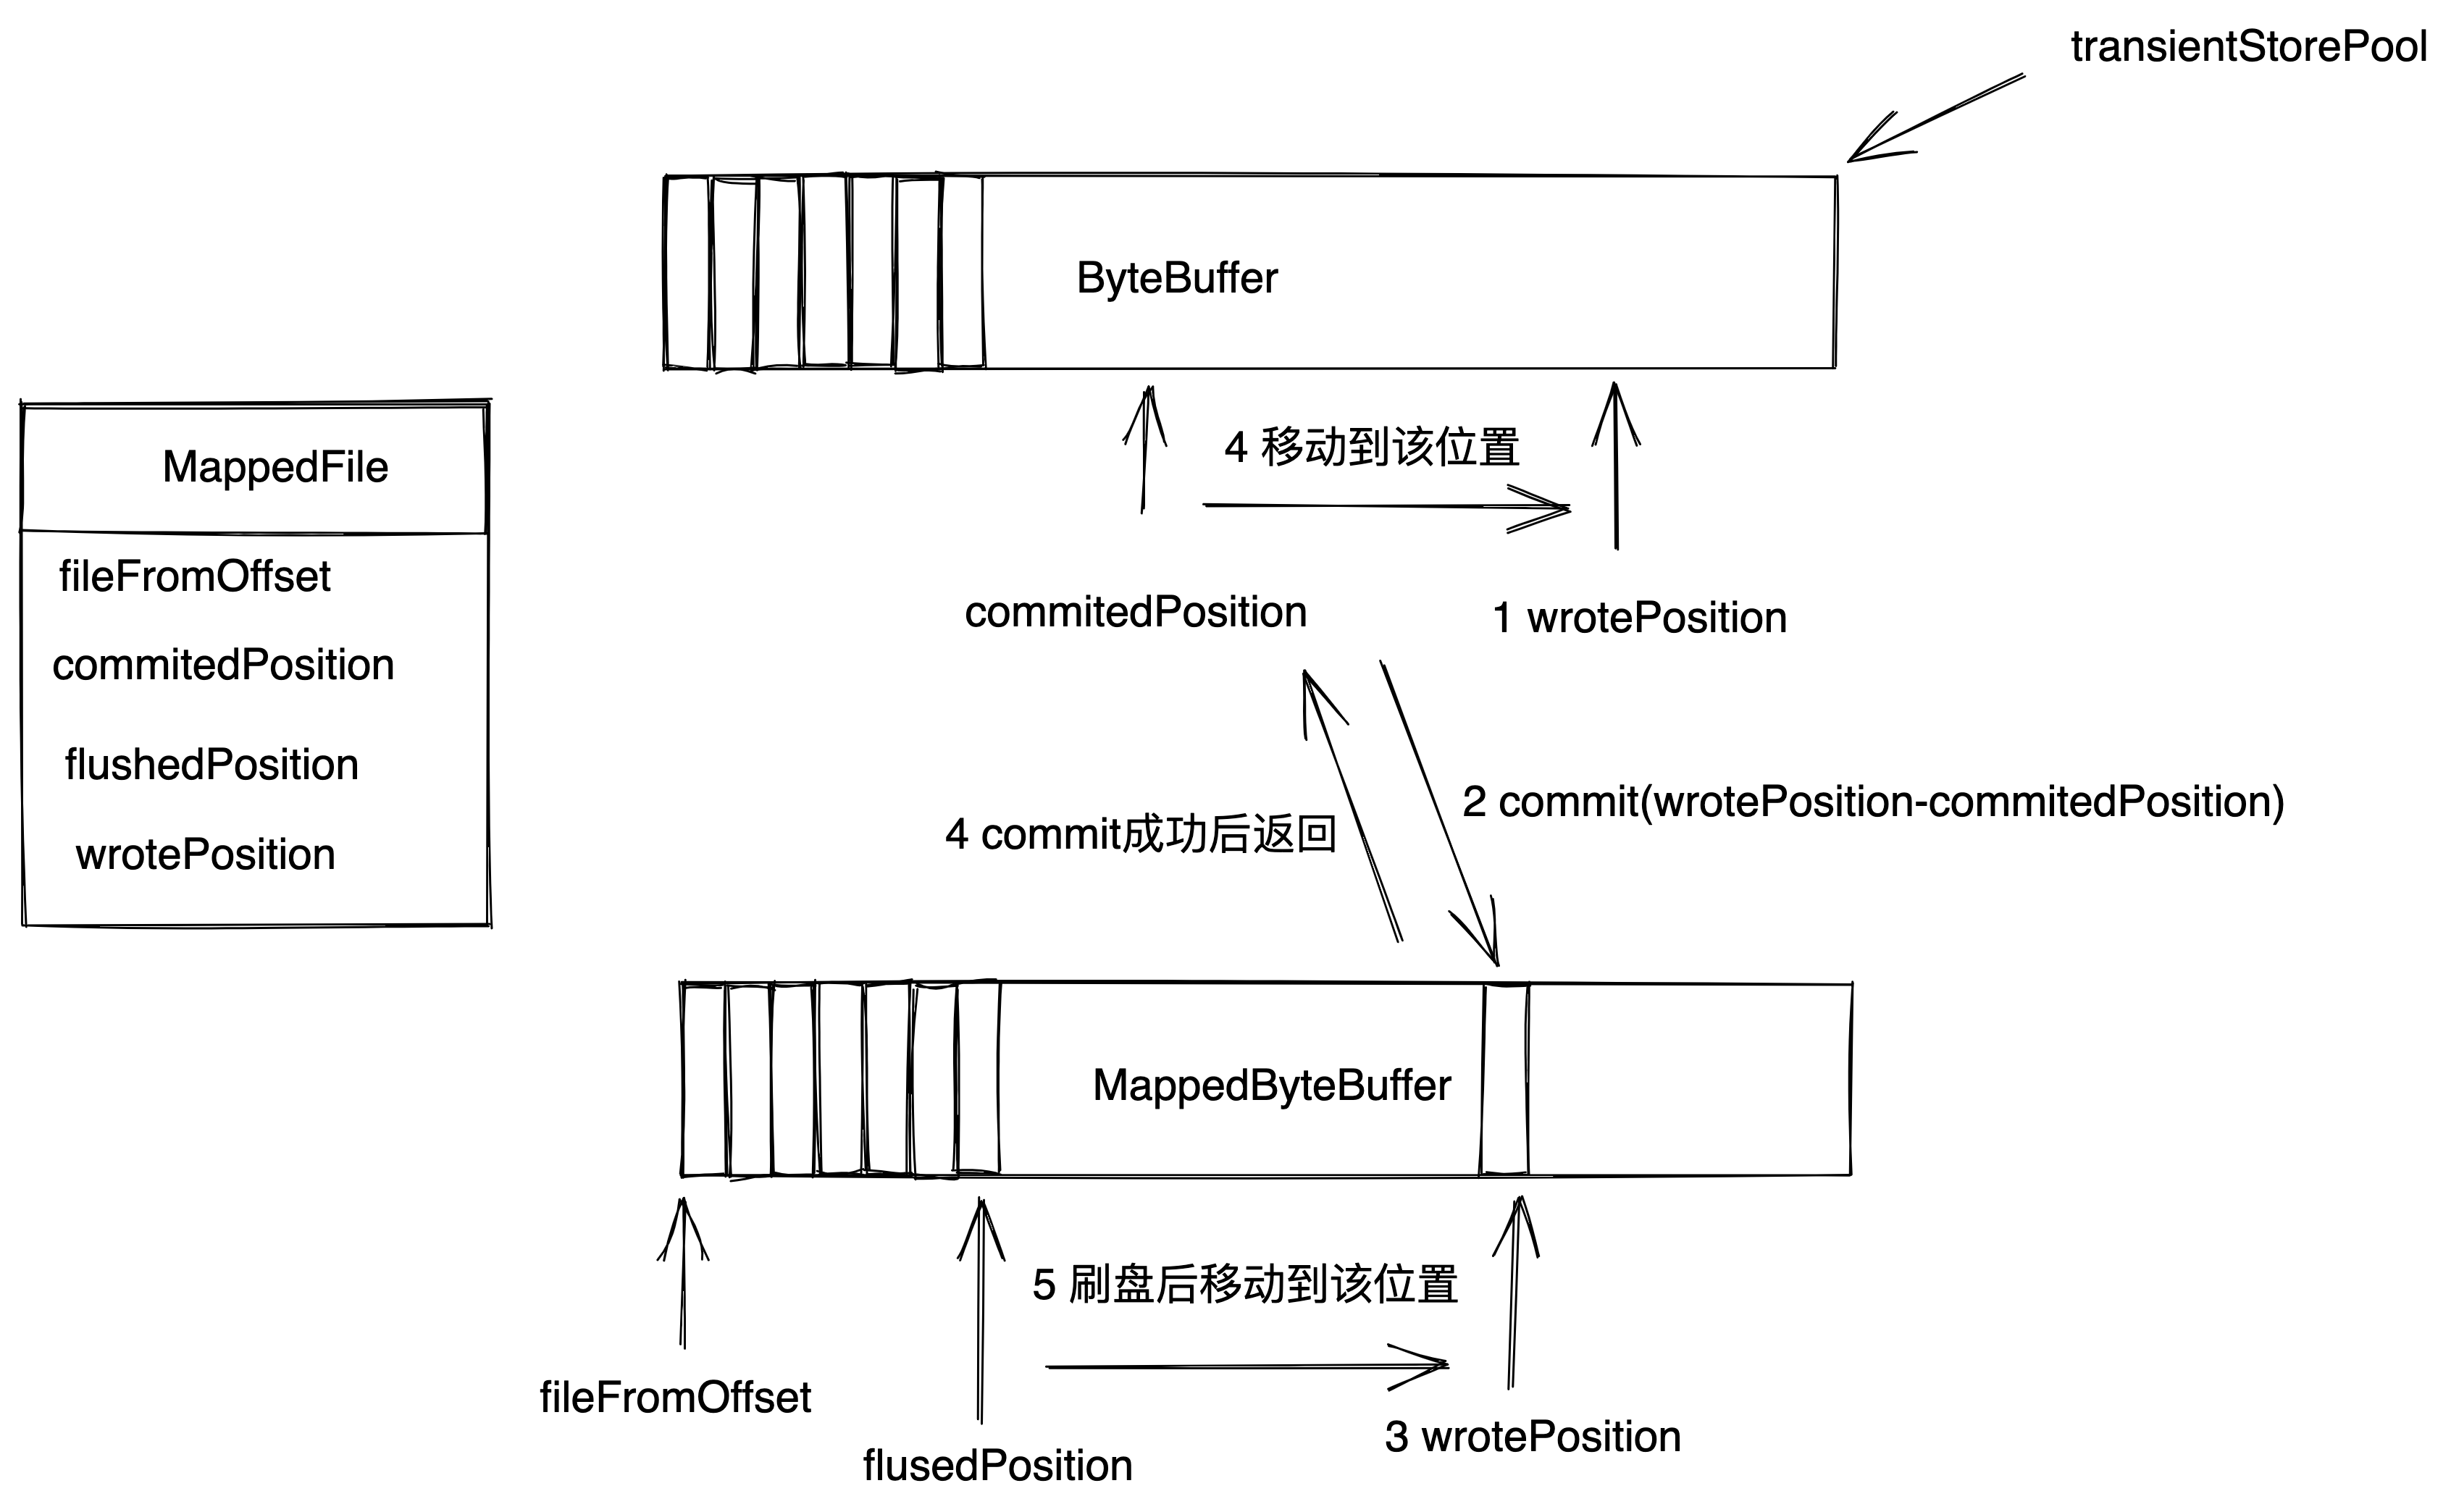 transientStorePool
ByteBuffer
MappedFile
fileFromOffset
commitedPosition
flushedPosition
wrotePosition
4 移动到该位置
commitedPosition
1 wrotePosition
2 commit(wrotePosition-commitedPosition)
4 commit成功后返回
MappedByteBuffer
5 刷盘后移动到该位置
fileFromOffset
flusedPosition
3 wrotePosition